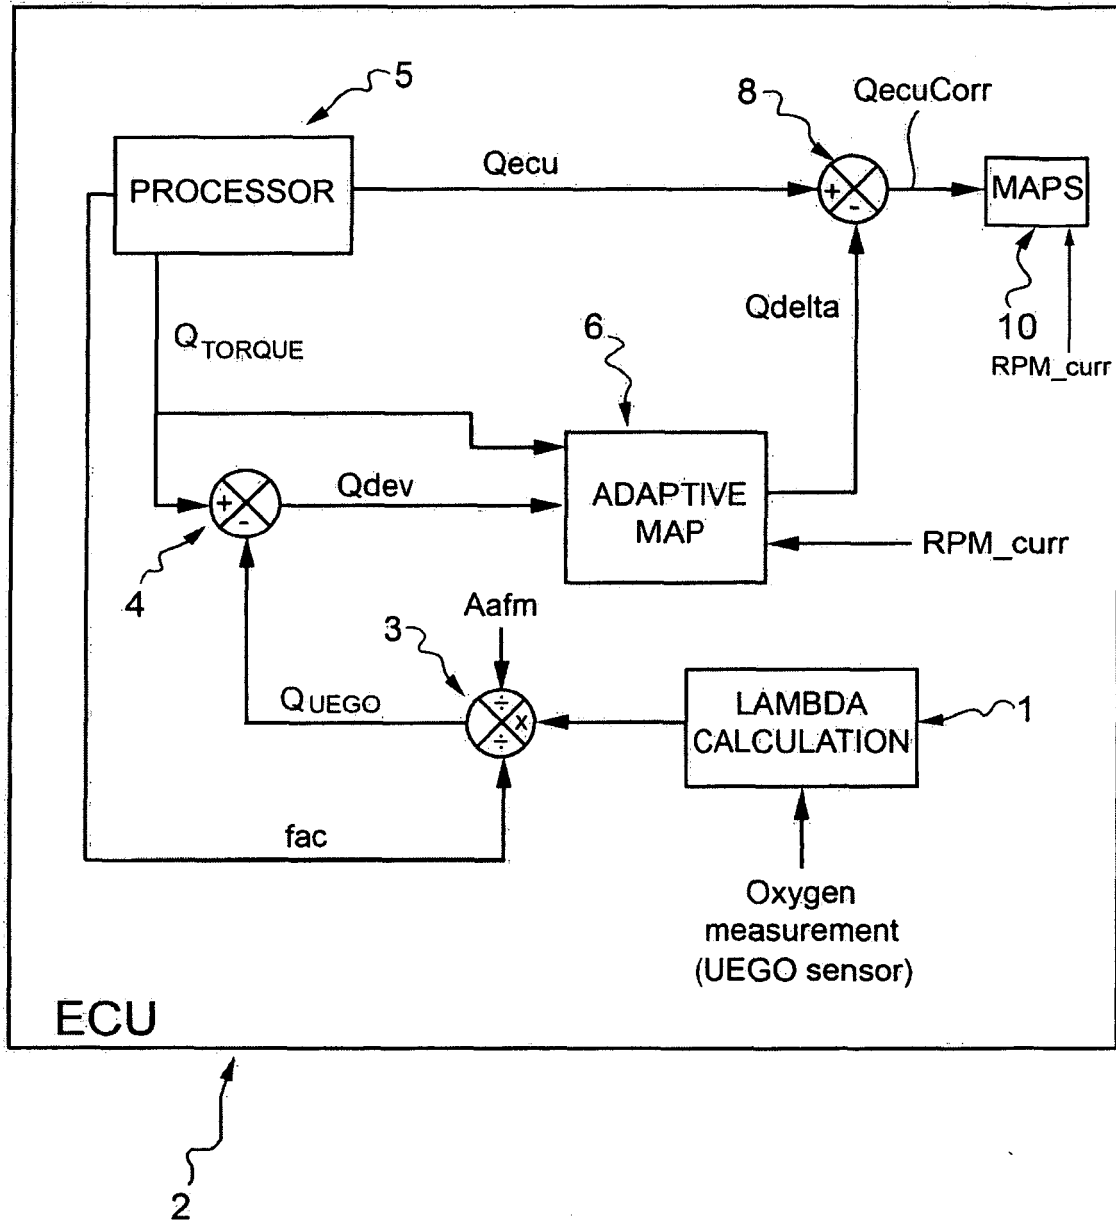 5
8
QecuCorr
PROCESSOR
Qecu
+
-
MAPS
Qdelta
10
RPM_curr
QTORQUE
6
Qdev
+
-
4
ADAPTIVE
MAP
RPM_curr
Aafm
3
÷
x
÷
QUEGO
LAMBDA
CALCULATION
1
fac
Oxygen
measurement
(UEGO sensor)
ECU
2